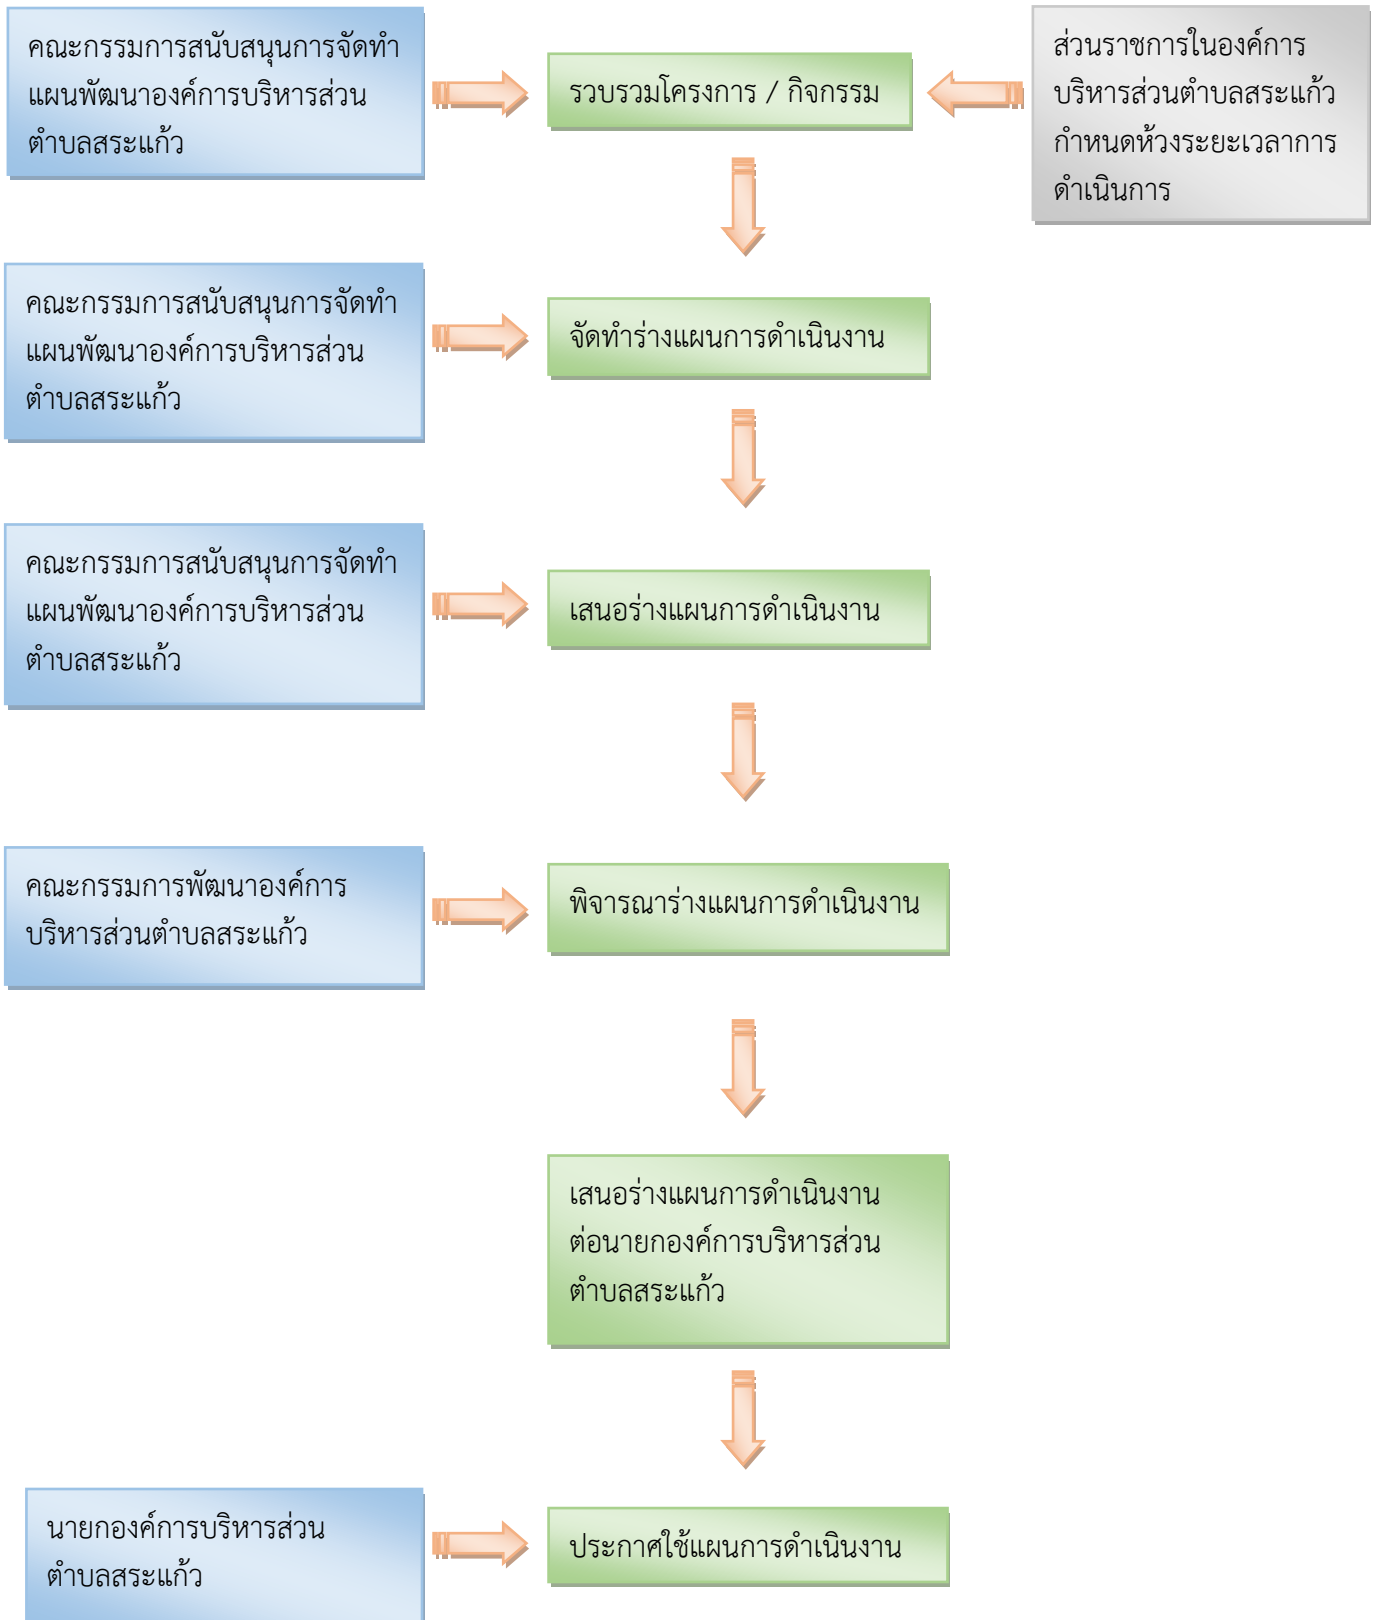 คณะกรรมการสนับสนุนการจัดทำ
แผนพัฒนาองค์การบริหารส่วน
ตำบลสระแก้ว
รวบรวมโครงการ / กิจกรรม
ส่วนราชการในองค์การ
บริหารส่วนตำบลสระแก้ว
กำหนดห้วงระยะเวลาการ
ดำเนินการ
คณะกรรมการสนับสนุนการจัดทำ
แผนพัฒนาองค์การบริหารส่วน
ตำบลสระแก้ว
จัดทำร่างแผนการดำเนินงาน
คณะกรรมการสนับสนุนการจัดทำ
แผนพัฒนาองค์การบริหารส่วน
ตำบลสระแก้ว
เสนอร่างแผนการดำเนินงาน
คณะกรรมการพัฒนาองค์การ
บริหารส่วนตำบลสระแก้ว
พิจารณาร่างแผนการดำเนินงาน
เสนอร่างแผนการดำเนินงาน
ต่อนายกองค์การบริหารส่วน
ตำบลสระแก้ว
นายกองค์การบริหารส่วน
ตำบลสระแก้ว
ประกาศใช้แผนการดำเนินงาน